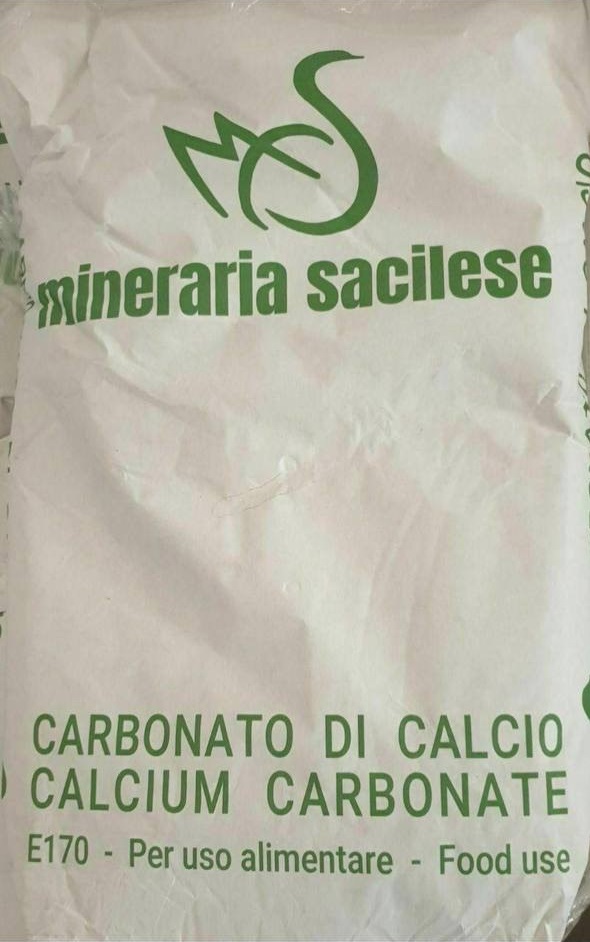 mineraria sacilese
CARBONATO DI CALCIO
CALCIUM CARBONATE
E170 - Per uso alimentare - Food use